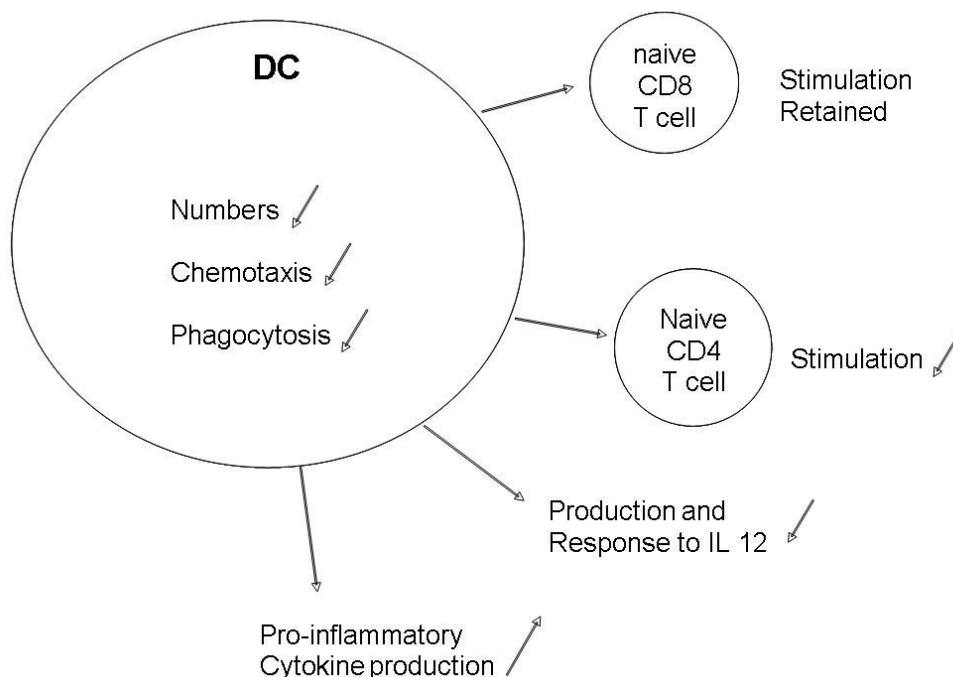 DC
Numbers
Chemotaxis
Phagocytosis
naive
CD8
T cell
Stimulation
Retained
Naive
CD4
T cell
Stimulation
Production and
Response to IL 12
Pro-inflammatory
Cytokine production